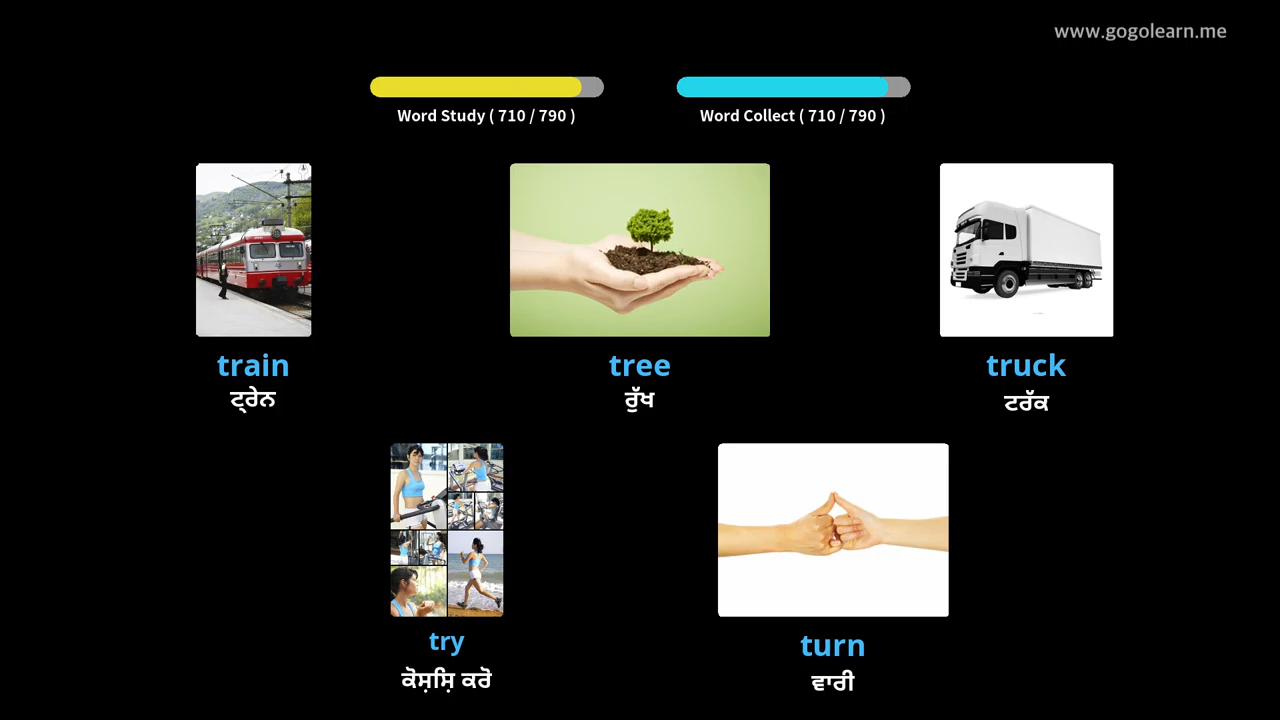 www.gogolearn.me
Word Study ( 710 / 790 )
Word Collect ( 710 / 790 )
train
ਟ੍ਰੇਨ
tree
ਰੁੱਖ
truck
ਟਰੱਕ
try
ਕੋਸ਼ਸ਼ਿ ਕਰੋ
turn
ਵਾਰੀ